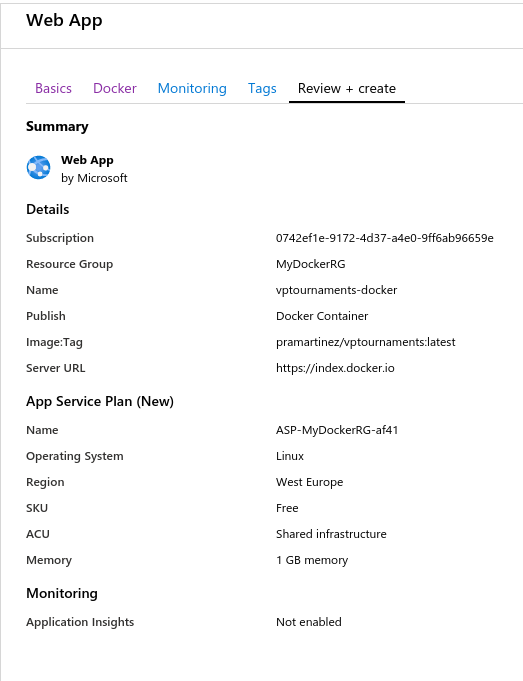 Web App
Basics Docker Monitoring Tags Review + create
Summary
Web App
by Microsoft
Details
Subscription 0742ef1e-9172-4d37-a4e0-9ff6ab96659e
Resource Group MyDockerRG
Name vptournaments-docker
Publish Docker Container
Image:Tag pramartinez/vptournaments:latest
Server URL https://index.docker.io
App Service Plan (New)
Name ASP-MyDockerRG-af41
Operating System Linux
Region West Europe
SKU Free
ACU Shared infrastructure
Memory 1 GB memory
Monitoring
Application Insights Not enabled